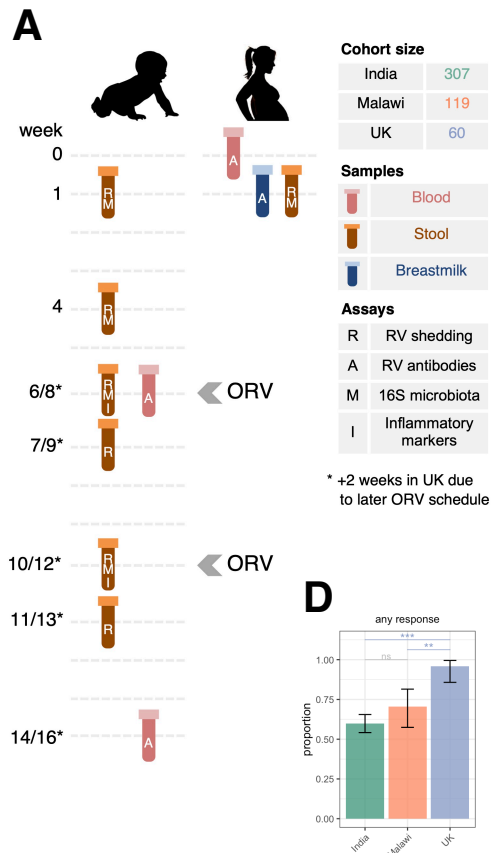 A
week
0
A
1
R
M
A
R
M
4
R
M
6/8*
R
M
I
A
ORV
7/9*
R
10/12*
R
M
I
ORV
11/13*
R
14/16*
A
Cohort size
India 307
Malawi 119
UK 60
Samples
Blood
Stool
Breastmilk
Assays
R RV shedding
A RV antibodies
M 16S microbiota
I Inflammatory
markers
* +2 weeks in UK due
to later ORV schedule
D
any response
***
**
ns
proportion
1.00
0.75
0.50
0.25
0.00
India
Malawi
UK